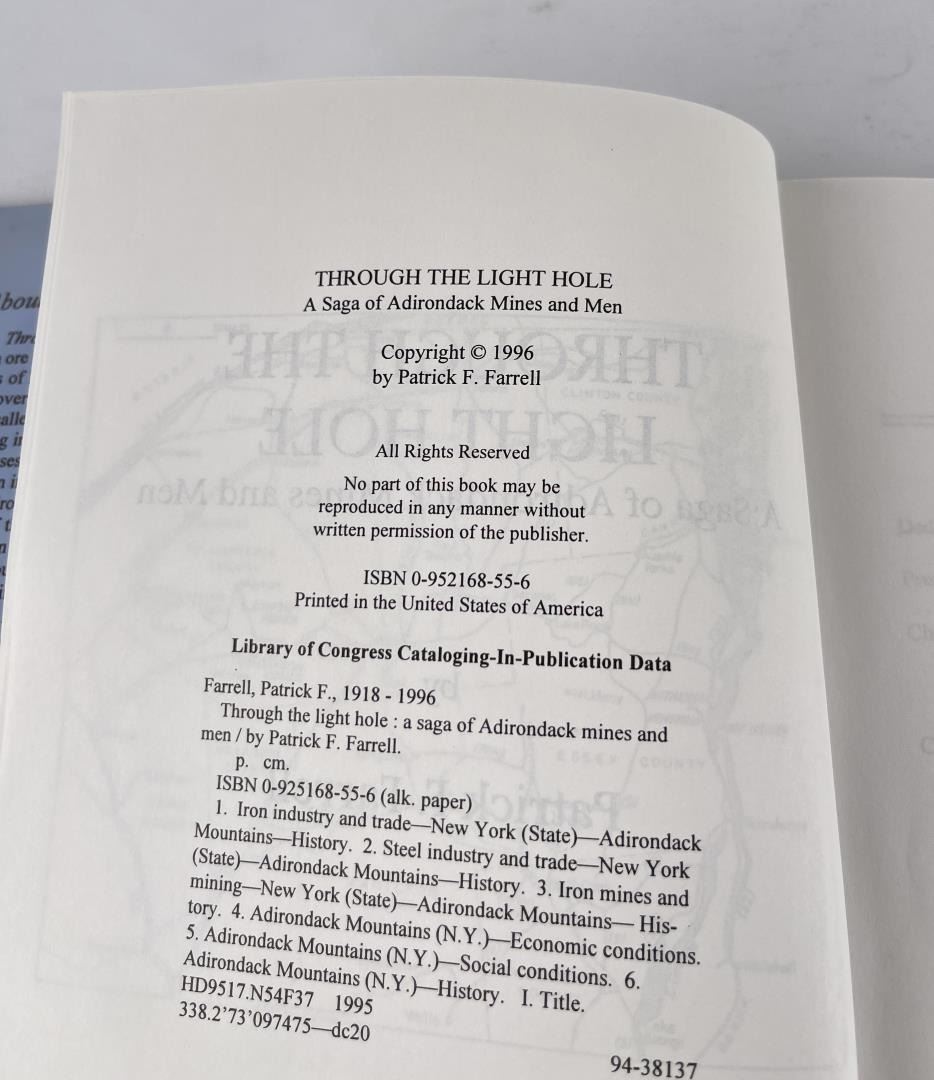 THROUGH THE LIGHT HOLE
A Saga of Adirondack Mines and Men
Copyright © 1996
by Patrick F. Farrell
All Rights Reserved
No part of this book may be
reproduced in any manner without
written permission of the publisher.
ISBN 0-952168-55-6
Printed in the United States of America
Library of Congress Cataloging-In-Publication Data
Farrell, Patrick F., 1918 - 1996
Through the light hole : a saga of Adirondack mines and
men / by Patrick F. Farrell.
p. cm.
ISBN 0-925168-55-6 (alk. paper)
1. Iron industry and trade—New York (State)—Adirondack
Mountains—History. 2. Steel industry and trade—New York
(State)—Adirondack Mountains—History. 3. Iron mines and
mining—New York (State)—Adirondack Mountains— His-
tory. 4. Adirondack Mountains (N.Y.)—Economic conditions.
5. Adirondack Mountains (N.Y.)—Social conditions. 6.
Adirondack Mountains (N.Y.)—History. I. Title.
HD9517.N54F37 1995
338.2'73'097475—dc20
94-38137